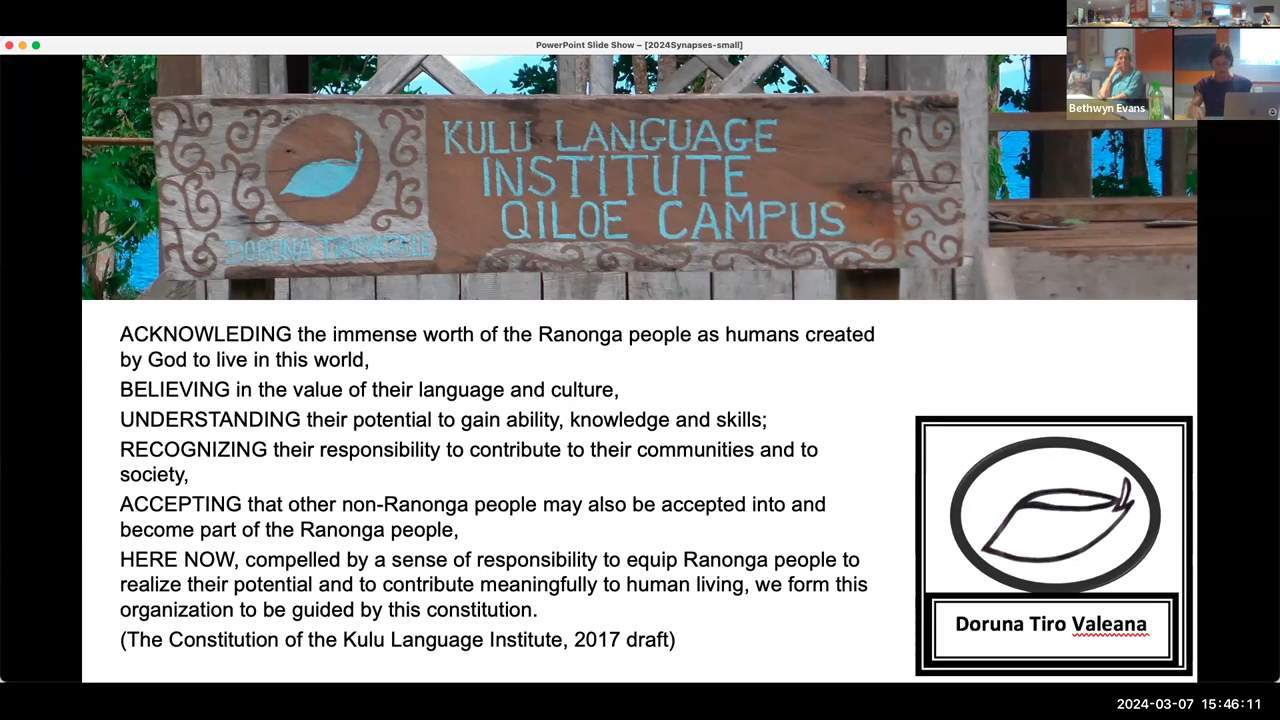 PowerPoint Slide Show – [2024Synapses-small]
Bethwyn Evans
KULU LANGUAGE
INSTITUTE
QILOE CAMPUS
DORUNA TIRO
ACKNOWLEDING the immense worth of the Ranonga people as humans created
by God to live in this world,
BELIEVING in the value of their language and culture,
UNDERSTANDING their potential to gain ability, knowledge and skills;
RECOGNIZING their responsibility to contribute to their communities and to
society,
ACCEPTING that other non-Ranonga people may also be accepted into and
become part of the Ranonga people,
HERE NOW, compelled by a sense of responsibility to equip Ranonga people to
realize their potential and to contribute meaningfully to human living, we form this
organization to be guided by this constitution.
(The Constitution of the Kulu Language Institute, 2017 draft)
Doruna Tiro Valeana
2024-03-07 15:46:11